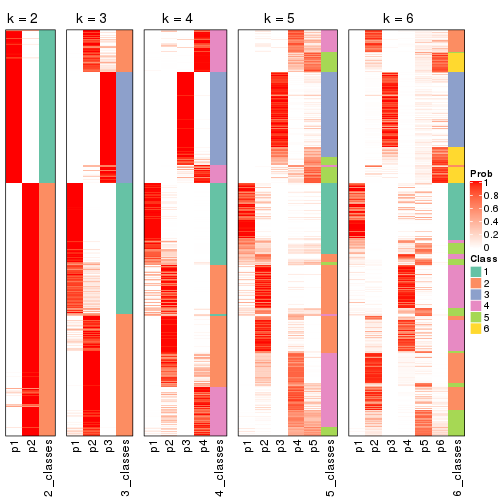 k = 2
k = 3
k = 4
k = 5
k = 6
Prob
1
0.8
0.6
0.4
0.2
0
Class
1
2
3
4
5
6
p1
p2
2_classes
p1
p2
p3
3_classes
p1
p2
p3
p4
4_classes
p1
p2
p3
p4
p5
5_classes
p1
p2
p3
p4
p5
p6
6_classes